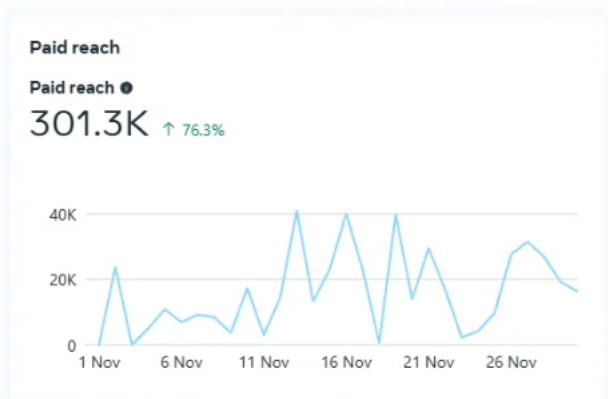 Paid reach
Paid reach
301.3K ↑ 76.3%
40K
20K
0
1 Nov 6 Nov 11 Nov 16 Nov 21 Nov 26 Nov